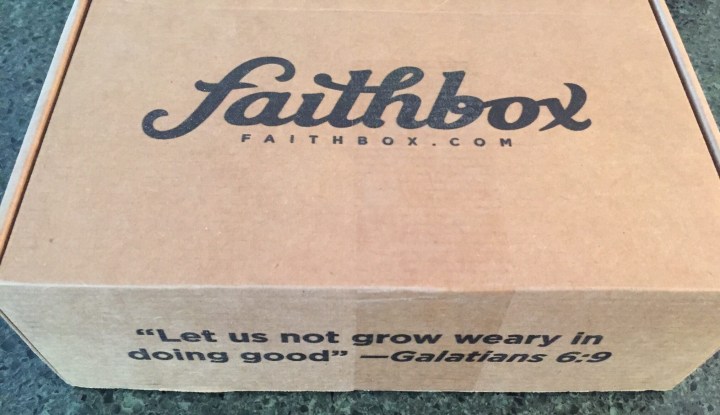 faithbox
FAITHBOX.COM
“Let us not grow weary in
doing good” —Galatians 6:9